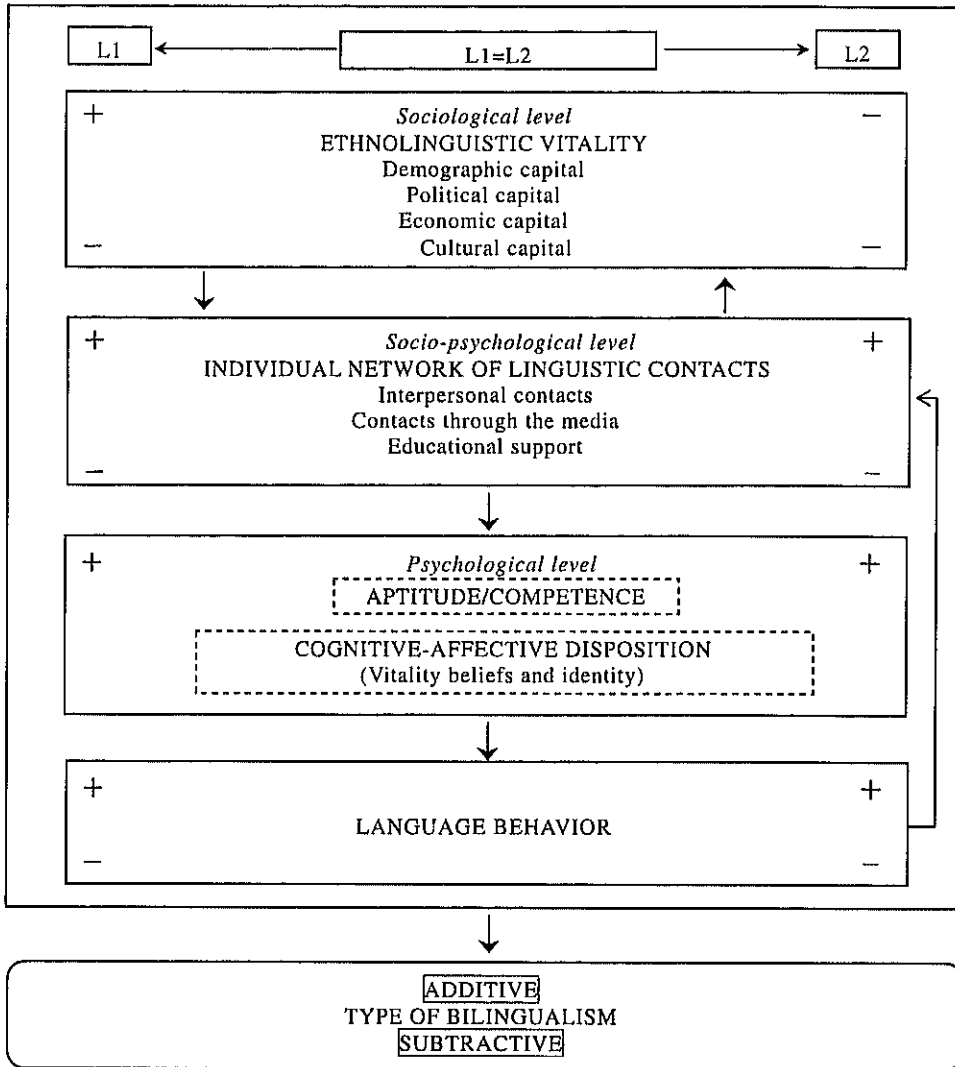 L1 L1=L2 L2
+ Sociological level −
ETHNOLINGUISTIC VITALITY
Demographic capital
Political capital
Economic capital
− Cultural capital −
+ Socio-psychological level +
INDIVIDUAL NETWORK OF LINGUISTIC CONTACTS
Interpersonal contacts
Contacts through the media
Educational support
− −
+ Psychological level +
APTITUDE/COMPETENCE
COGNITIVE-AFFECTIVE DISPOSITION
(Vitality beliefs and identity)
+ +
LANGUAGE BEHAVIOR
− −
ADDITIVE
TYPE OF BILINGUALISM
SUBTRACTIVE